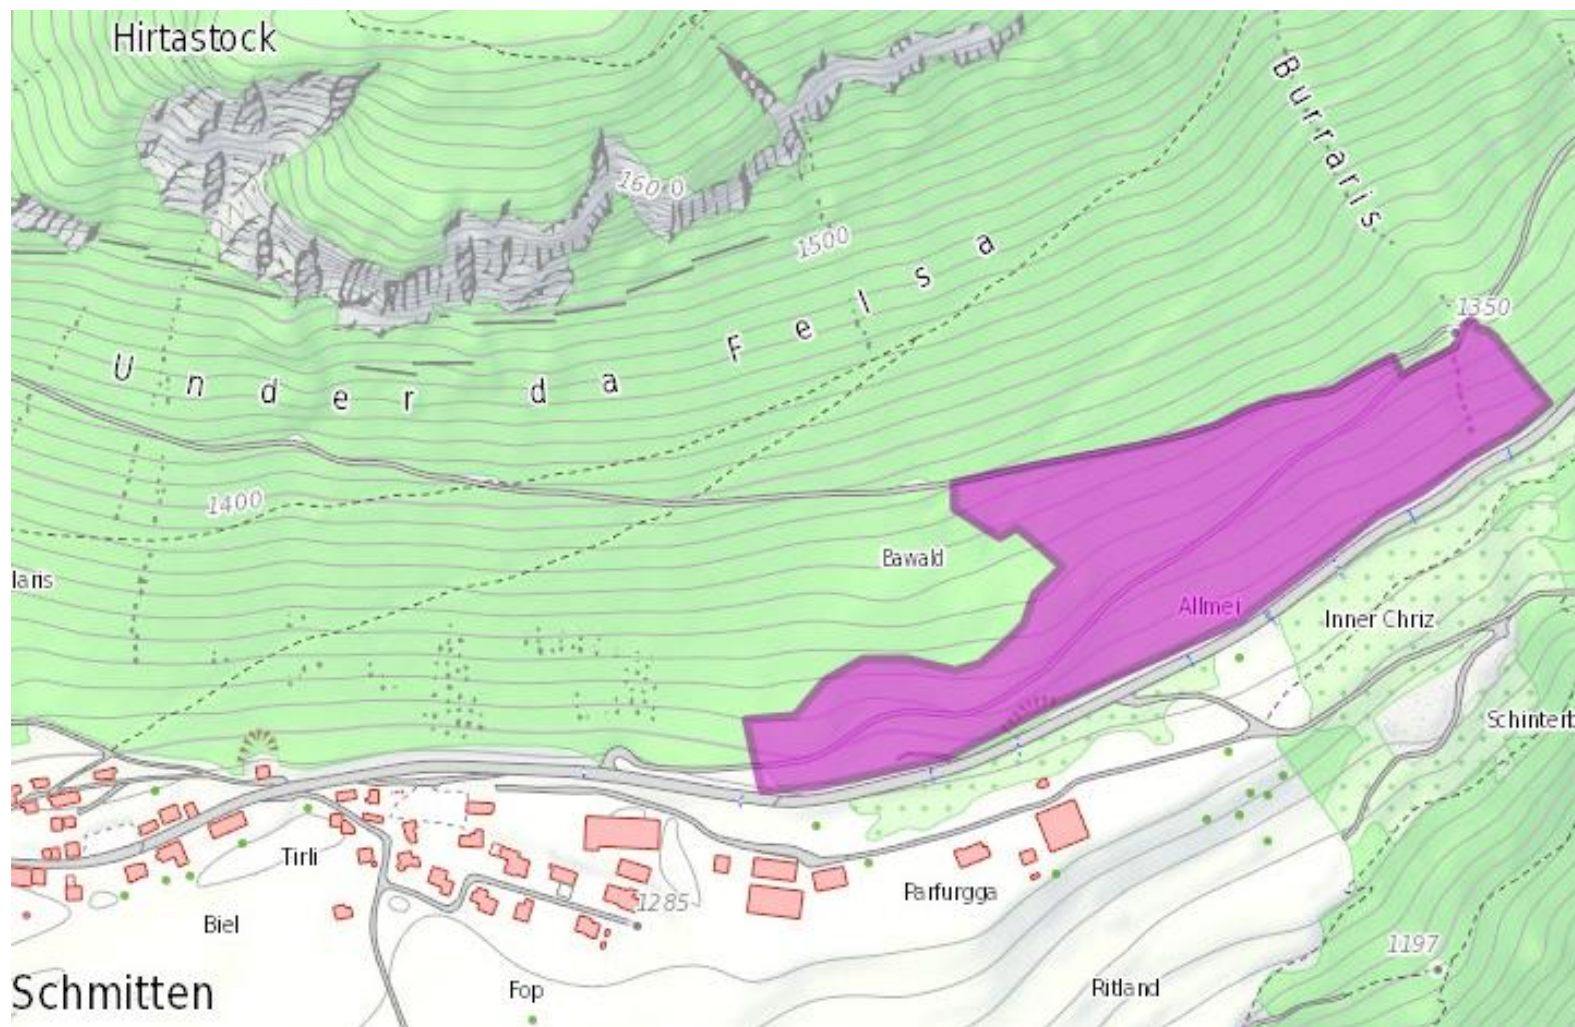 Hirtastock
Burraris
1600
1500
Under da Felsa
1350
1400
Bawald
laris
Allmei
Inner Chriz
Schinterb
Tirli
Parfurgga
1285
Biel
1197
Schmitten
Fop
Ritland